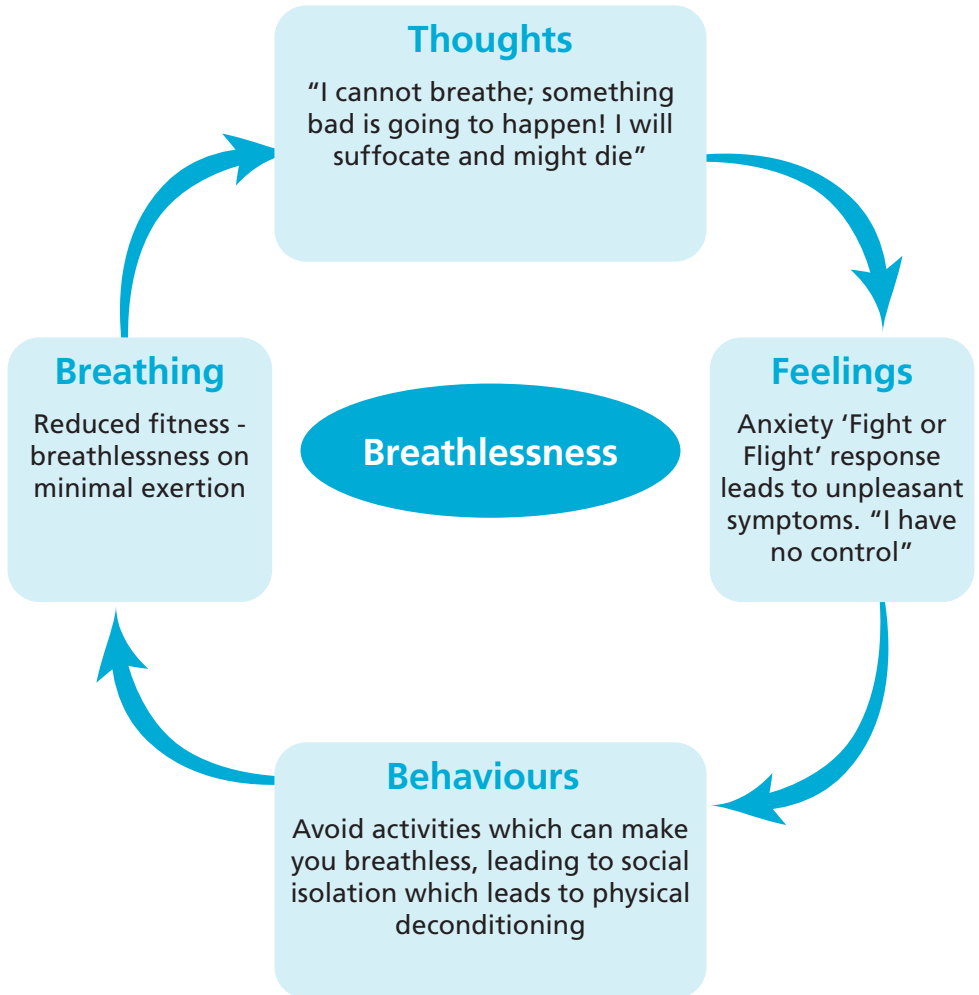 Thoughts
“I cannot breathe; something
bad is going to happen! I will
suffocate and might die”
Breathing
Reduced fitness -
breathlessness on
minimal exertion
Breathlessness
Feelings
Anxiety ‘Fight or
Flight’ response
leads to unpleasant
symptoms. “I have
no control”
Behaviours
Avoid activities which can make
you breathless, leading to social
isolation which leads to physical
deconditioning